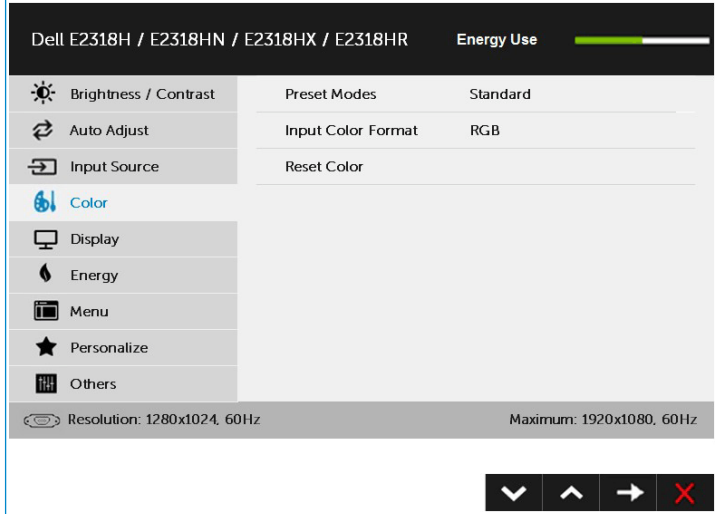 Dell E2318H / E2318HN / E2318HX / E2318HR Energy Use
Brightness / Contrast Preset Modes Standard
Auto Adjust Input Color Format RGB
Input Source Reset Color
Color
Display
Energy
Menu
Personalize
Others
Resolution: 1280x1024, 60Hz Maximum: 1920x1080, 60Hz